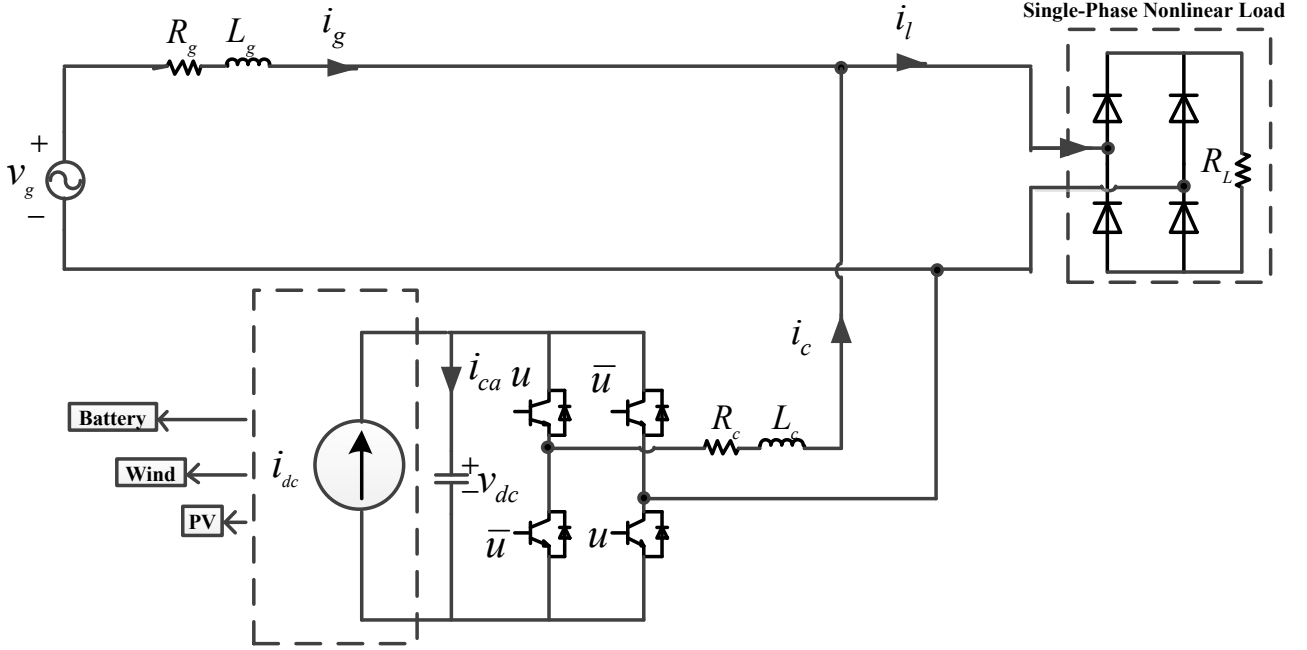 Single-Phase Nonlinear Load
R_g L_g i_g i_l
+
v_g
−
R_L
i_c
i_ca u u̅
R_c L_c
Battery
Wind
PV
i_dc
+
− v_dc
u̅ u